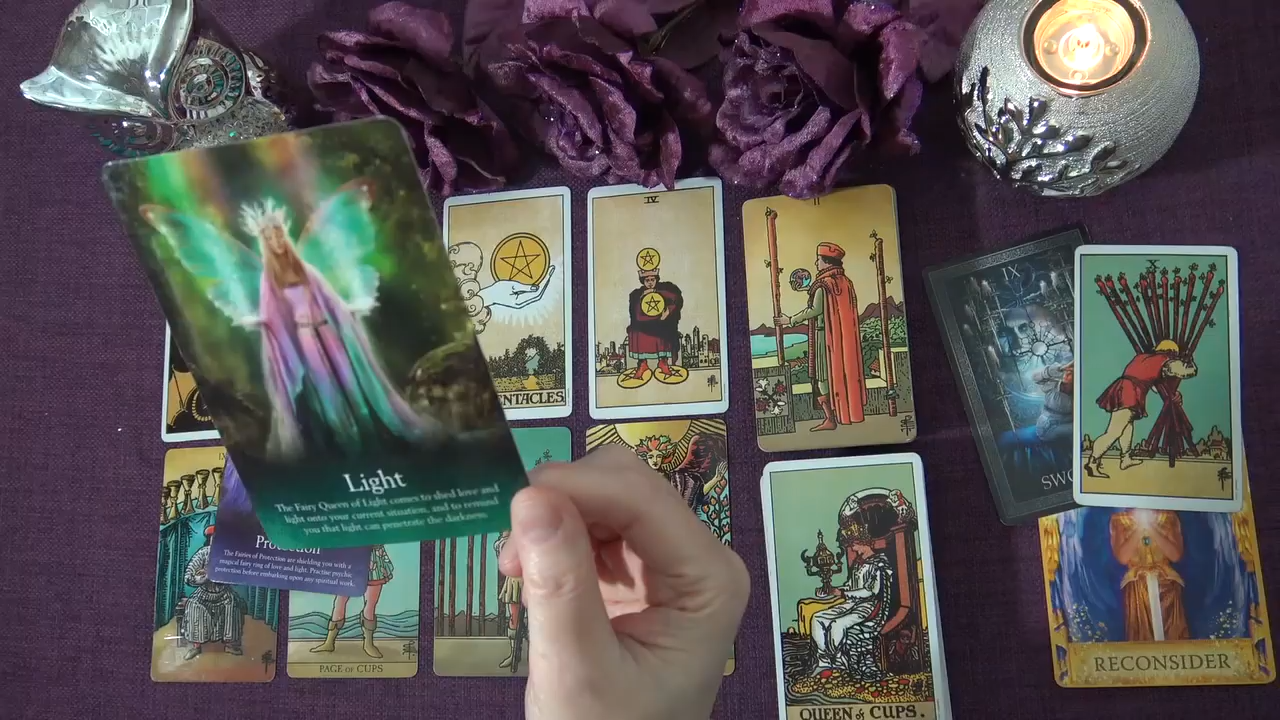 IV
II
IX
X
NTACLES
Light
The Fairy Queen of Light comes to shed love and
light onto your current situation, and to remind
you that light can penetrate the darkness.
SWO
Protection
The Fairies of Protection are shielding you with a
magical fairy ring of love and light. Practise psychic
protection before embarking upon any spiritual work.
PAGE OF CUPS
RECONSIDER
QUEEN of CUPS.